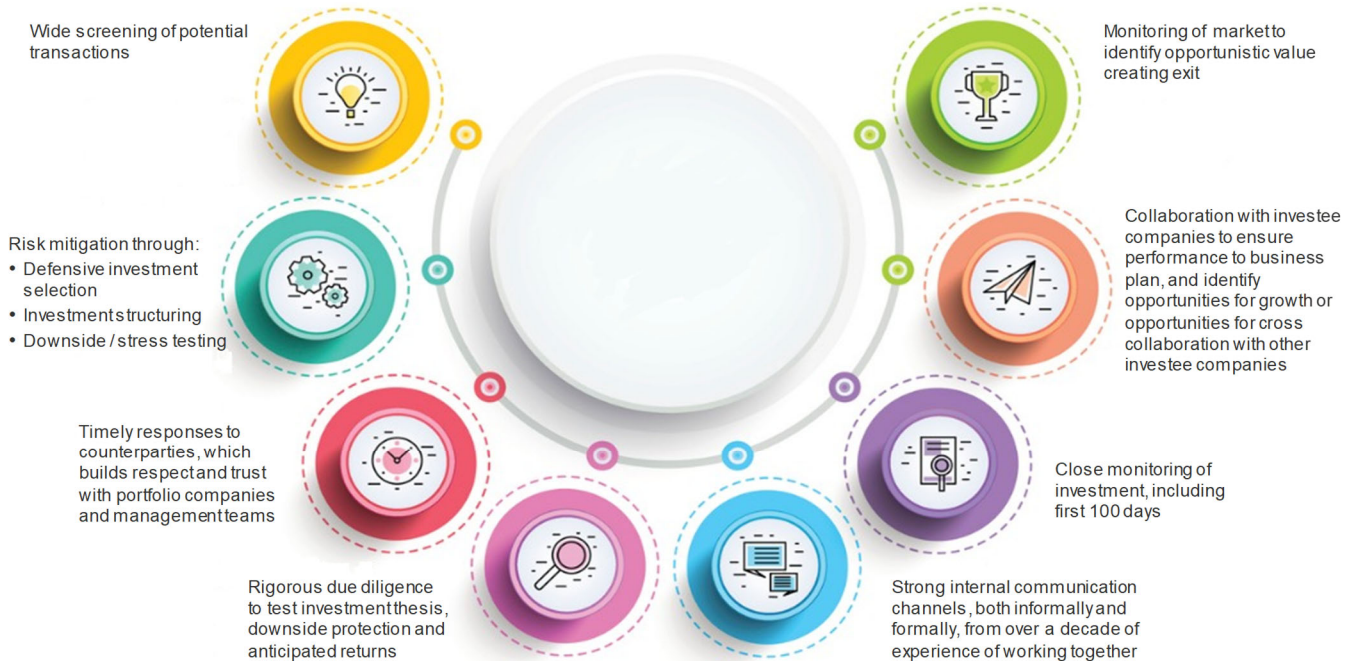 Wide screening of potential
transactions
Risk mitigation through:
• Defensive investment
selection
• Investment structuring
• Downside / stress testing
Timely responses to
counterparties, which
builds respect and trust
with portfolio companies
and management teams
Rigorous due diligence
to test investment thesis,
downside protection and
anticipated returns
Strong internal communication
channels, both informally and
formally, from over a decade of
experience of working together
Close monitoring of
investment, including
first 100 days
Collaboration with investee
companies to ensure
performance to business
plan, and identify
opportunities for growth or
opportunities for cross
collaboration with other
investee companies
Monitoring of market to
identify opportunistic value
creating exit